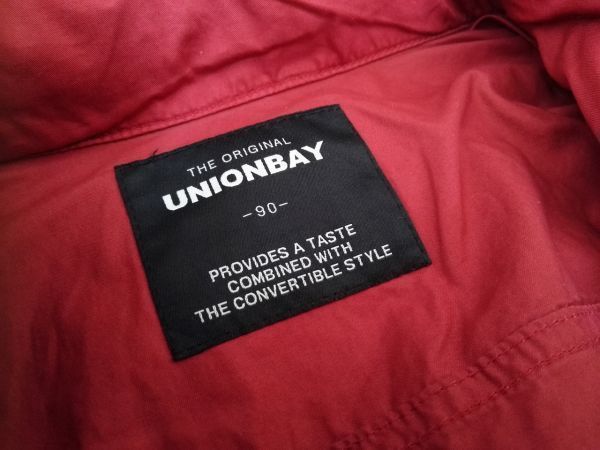 THE ORIGINAL
UNIONBAY
-90-
PROVIDES A TASTE
COMBINED WITH
THE CONVERTIBLE STYLE